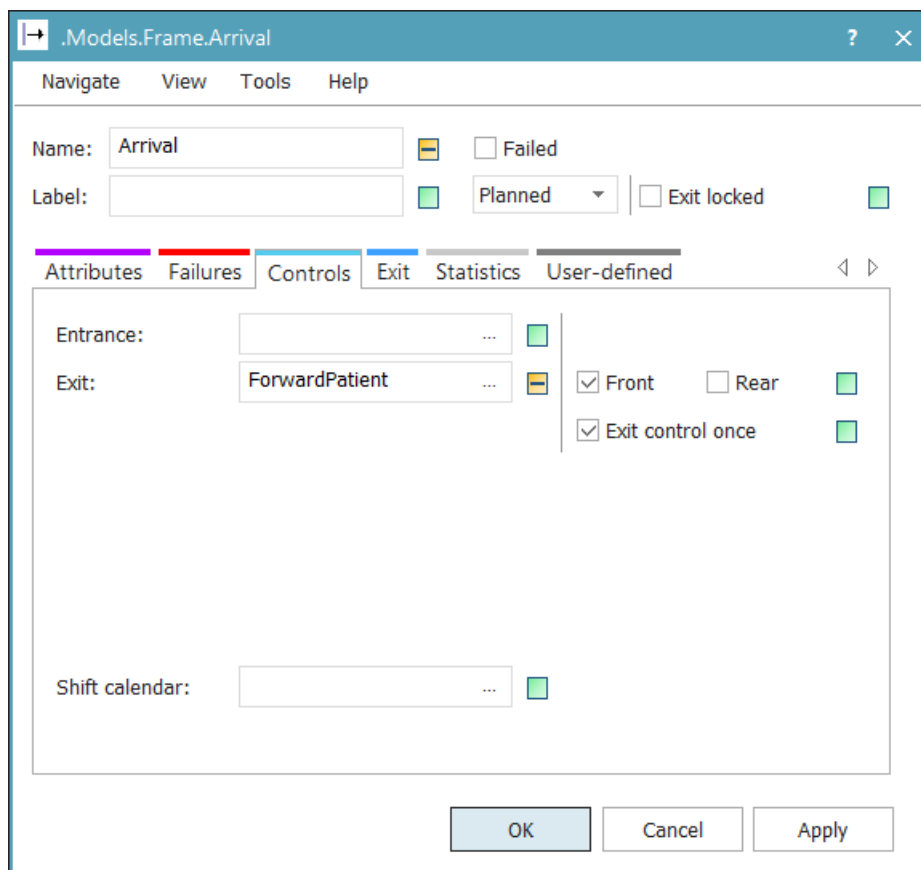 .Models.Frame.Arrival ?
Navigate View Tools Help
Name: Arrival Failed
Label: Planned Exit locked
Attributes Failures Controls Exit Statistics User-defined
Entrance: ...
Exit: ForwardPatient ... Front Rear
Exit control once
Shift calendar: ...
OK Cancel Apply